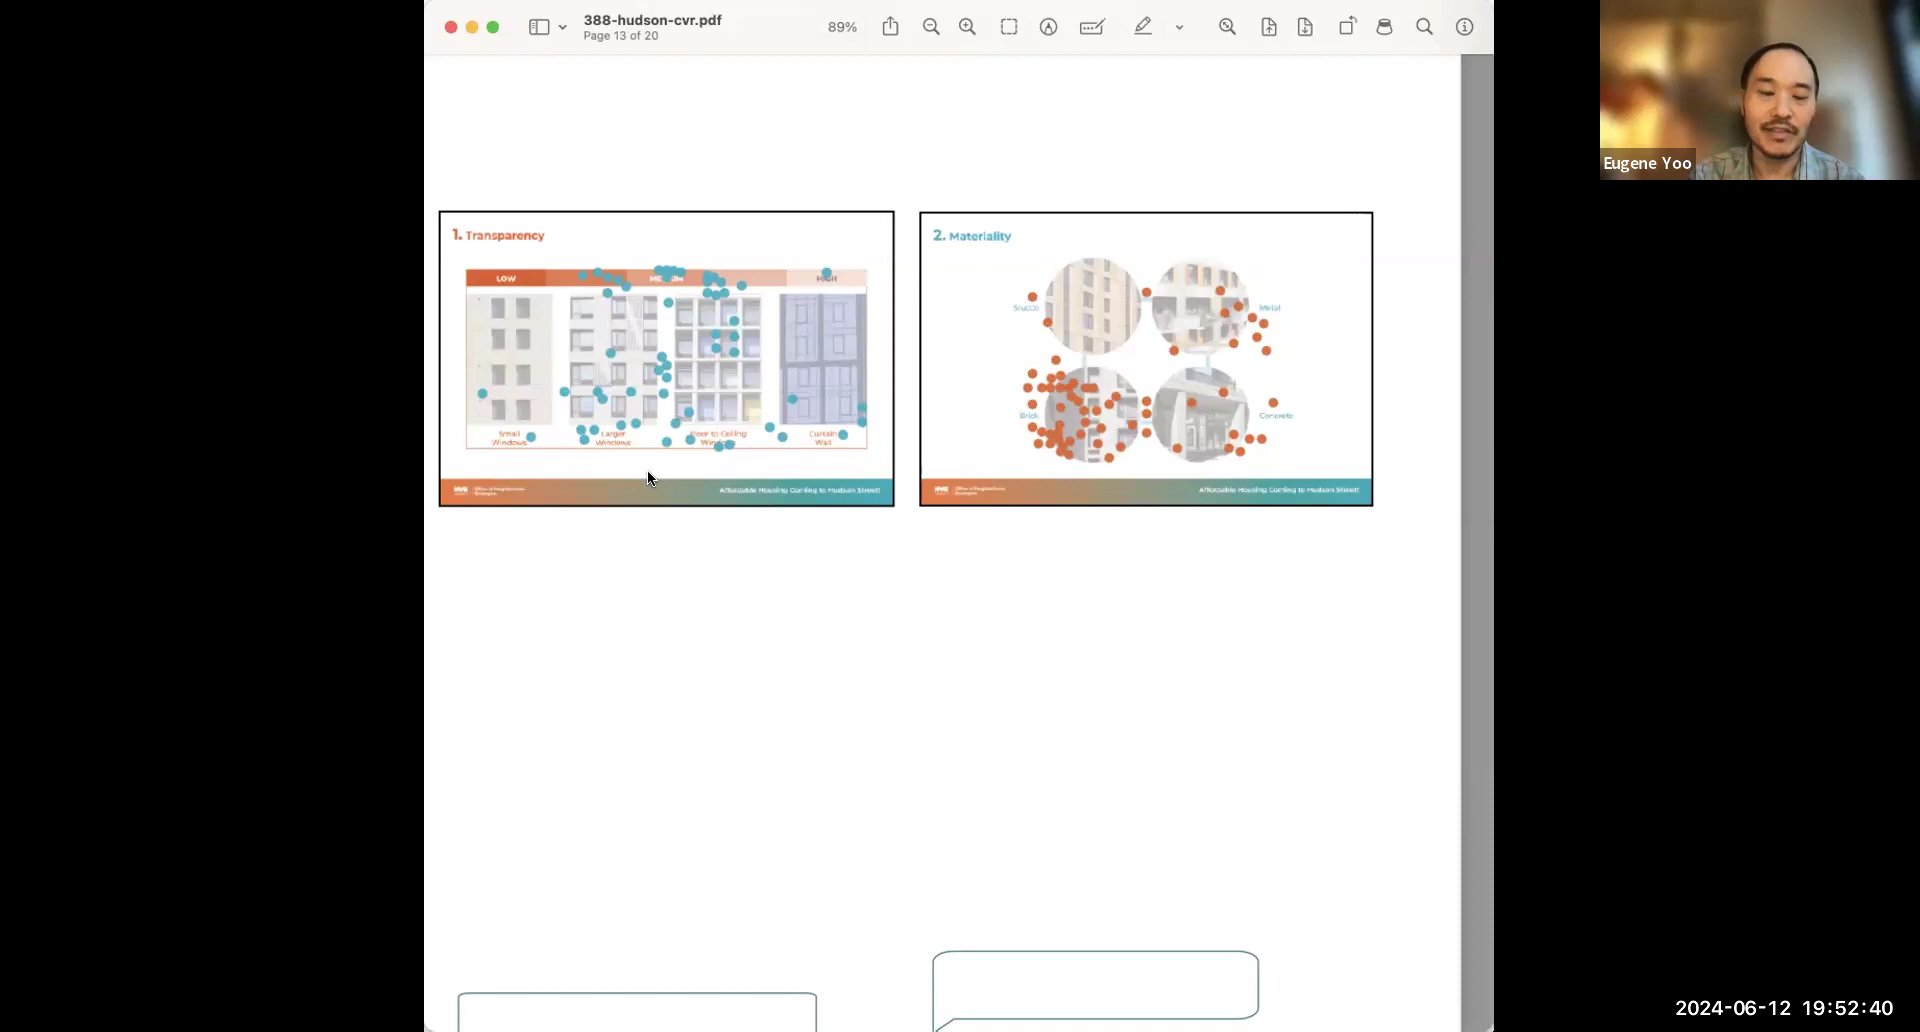 388-hudson-cvr.pdf
Page 13 of 20
89%
Eugene Yoo
1. Transparency
LOW
HIGH
Small
Windows
Larger
Windows
Floor to Ceiling
Curtain
Wall
NYC
Affordable Housing Coming to Hudson Street!
2. Materiality
Stucco
Metal
Brick
Concrete
NYC
Affordable Housing Coming to Hudson Street!
2024-06-12 19:52:40